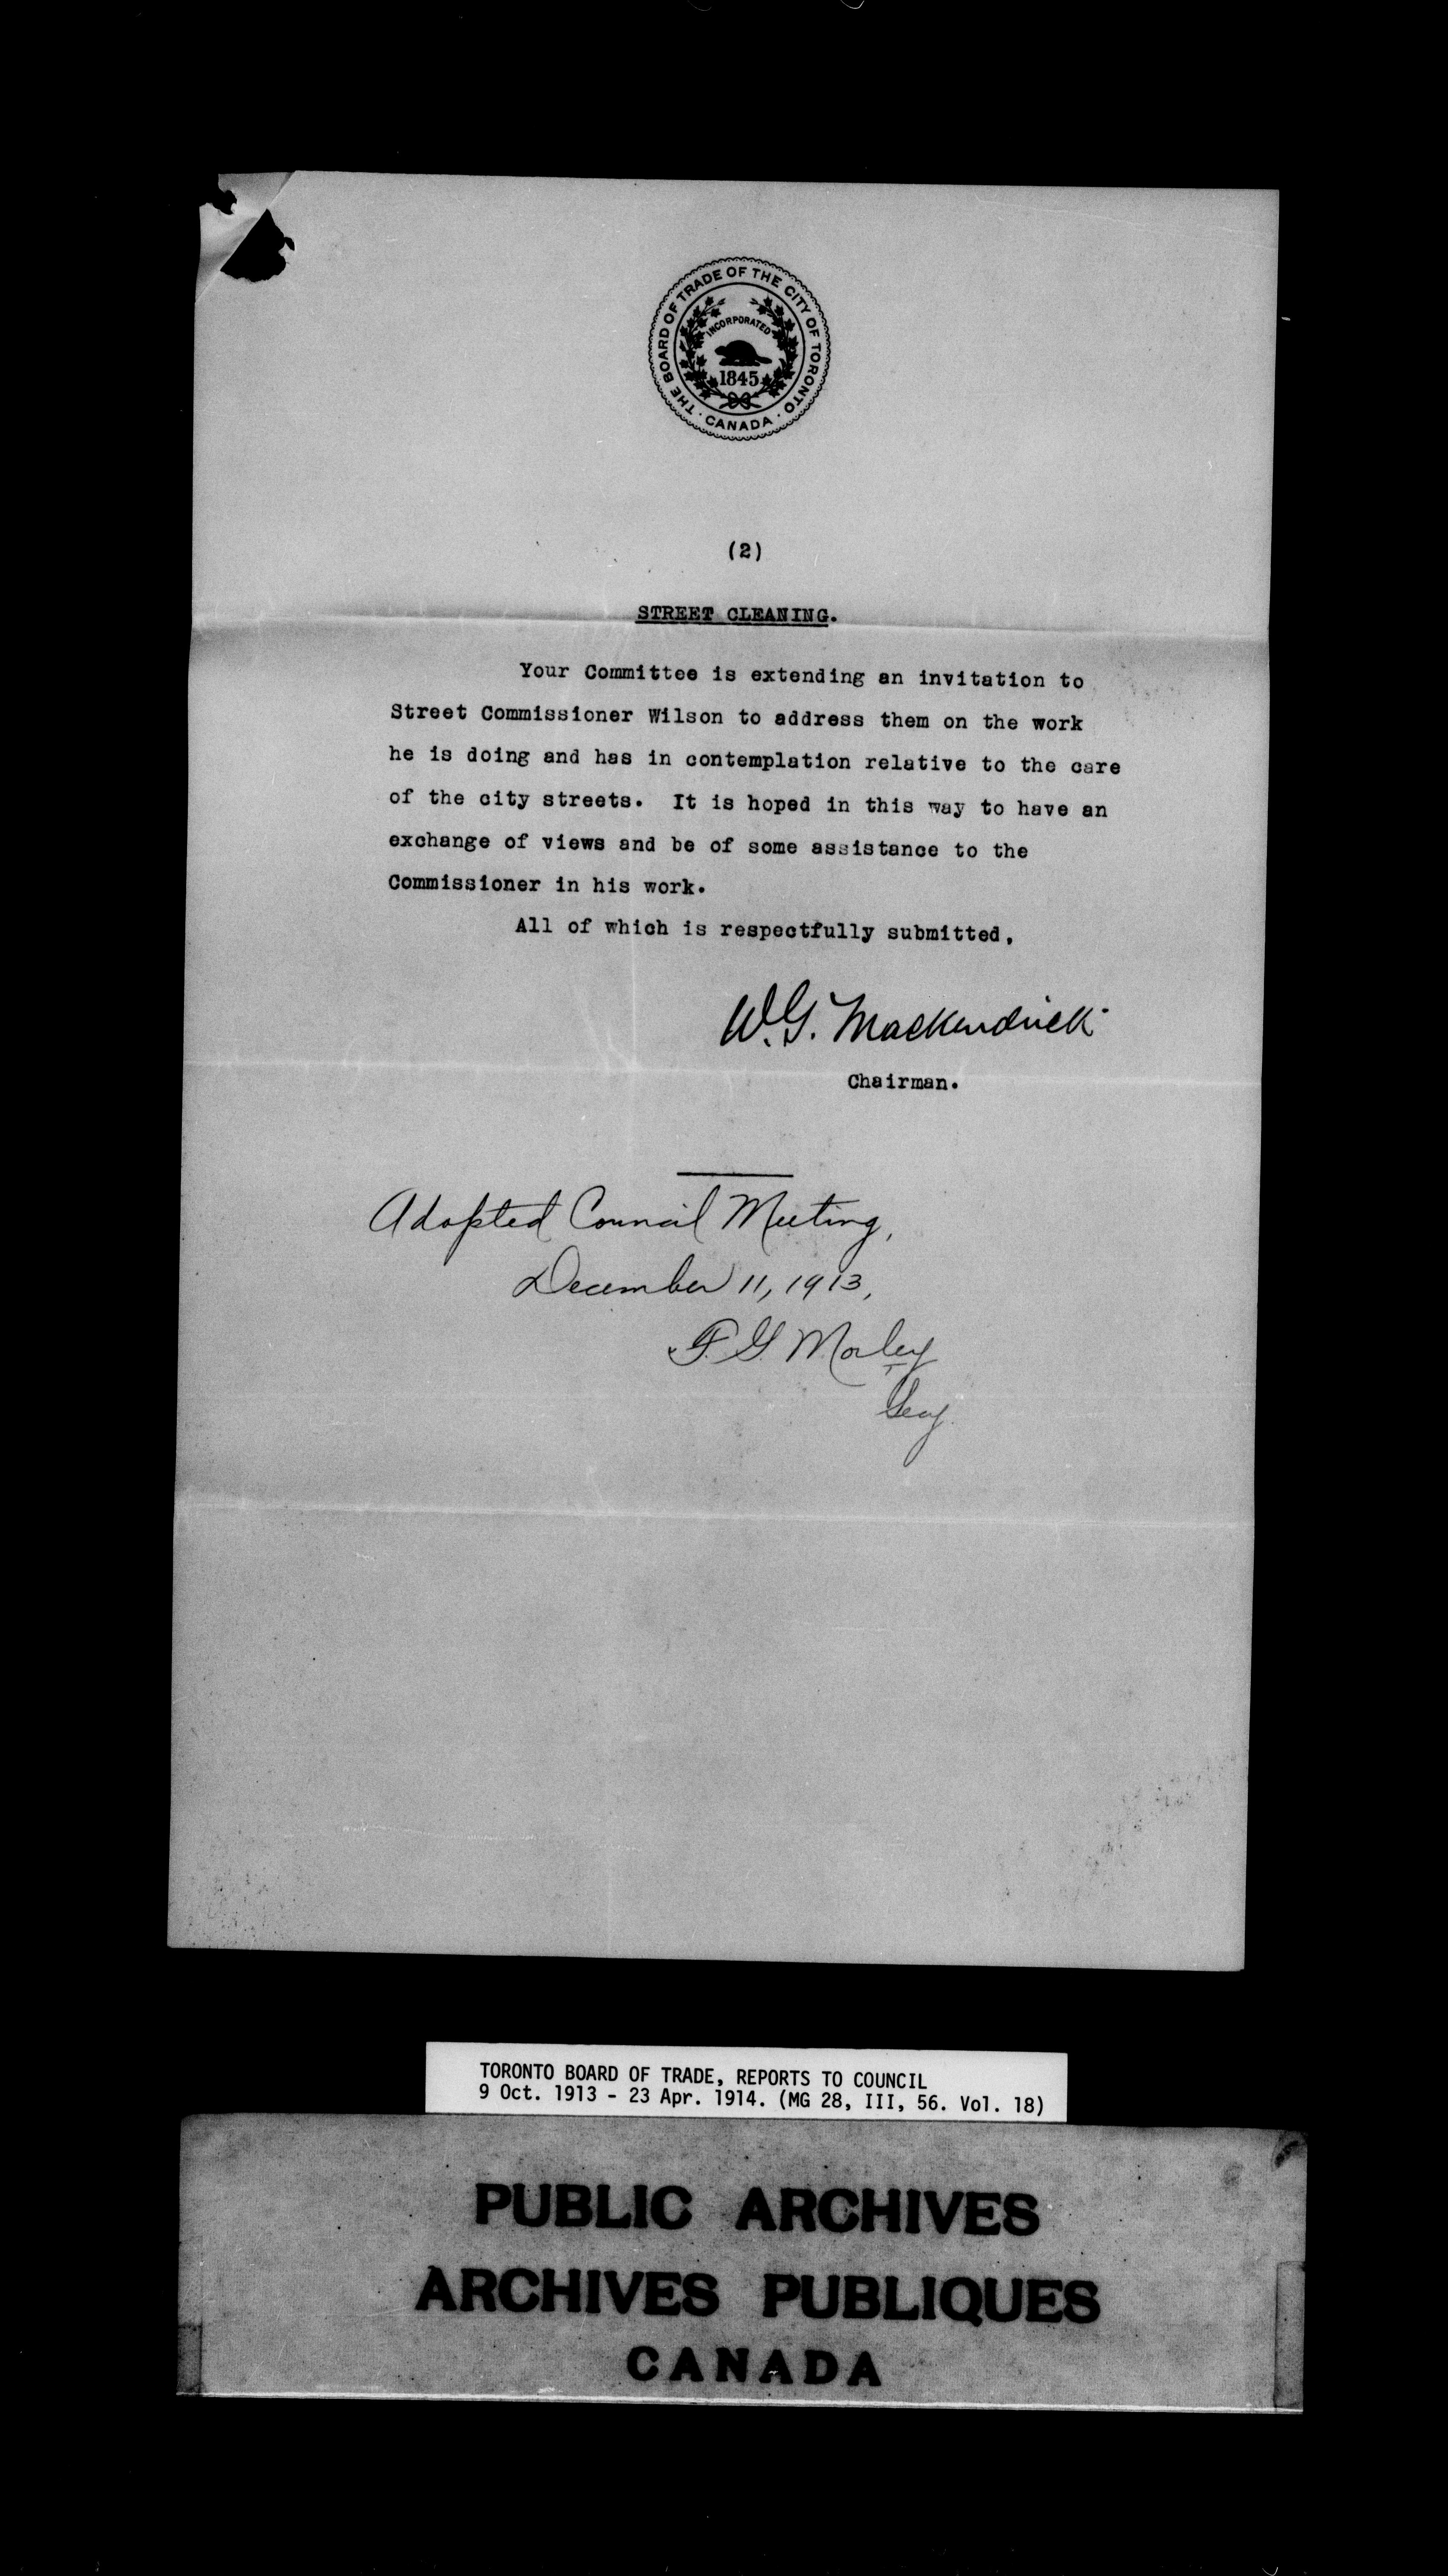 THE BOARD OF TRADE OF THE CITY OF TORONTO · CANADA ·
INCORPORATED
1845
(2)
STREET CLEANING.
Your Committee is extending an invitation to
Street Commissioner Wilson to address them on the work
he is doing and has in contemplation relative to the care
of the city streets. It is hoped in this way to have an
exchange of views and be of some assistance to the
Commissioner in his work.
All of which is respectfully submitted,
W.G. Mackendrick
Chairman.
Adopted Council Meeting,
December 11, 1913,
F.G. Morley
Secy.
TORONTO BOARD OF TRADE, REPORTS TO COUNCIL
9 Oct. 1913 - 23 Apr. 1914. (MG 28, III, 56. Vol. 18)
PUBLIC ARCHIVES
ARCHIVES PUBLIQUES
CANADA